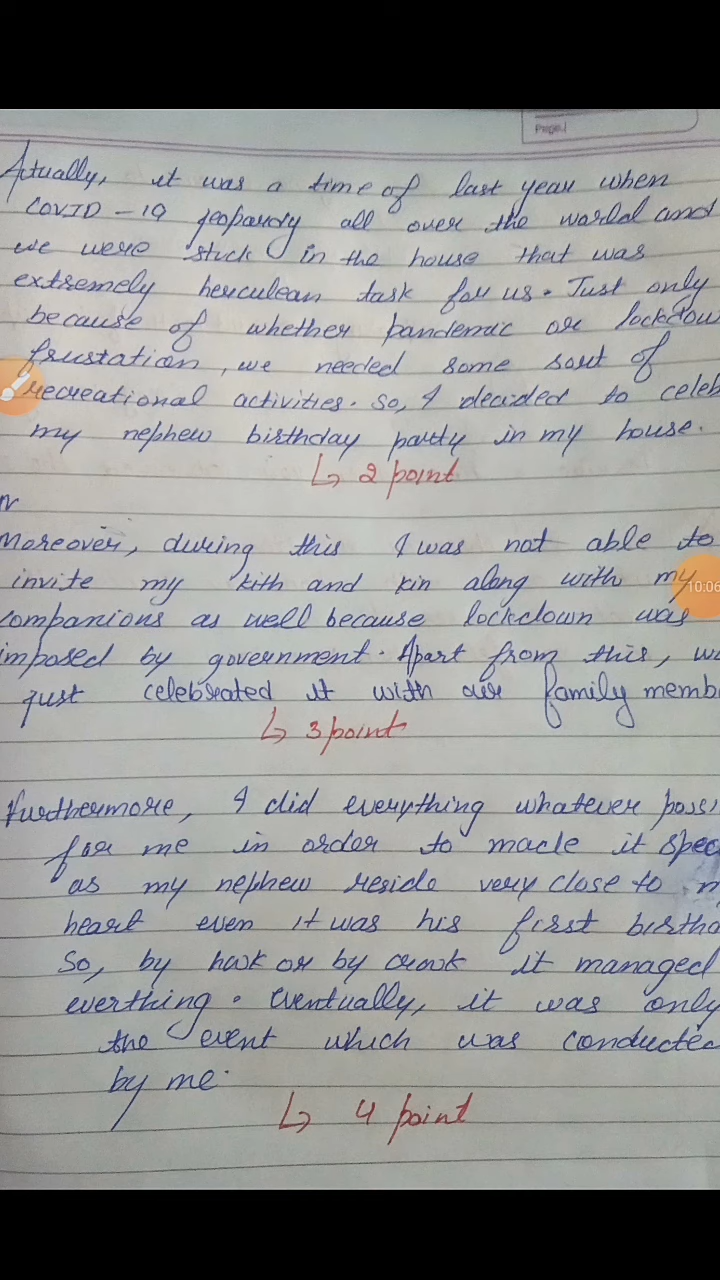 Page:
Actually, it was a time of last year when
COVID-19 jeopardy all over the world and
we were stuck in the house that was
extremely herculean task for us. Just only
because of whether pandemic or lockdow
frustation, we needed some sort of
recreational activities. So, I decided to celeb
my nephew birthday party in my house.
↳ 2 point
Moreover, during this I was not able to
invite my kith and kin along with my
companions as well because lockdown was
imposed by government. Apart from this, we
just celebrated it with our family memb
↳ 3 point
Furthermore, I did everything whatever possi
for me in order to made it spec
as my nephew reside very close to m
heart even it was his first birthd
So, by hook or by crook it managed
everthing. Eventually, it was only
the event which was conducted
by me.
↳ 4 point
10:06